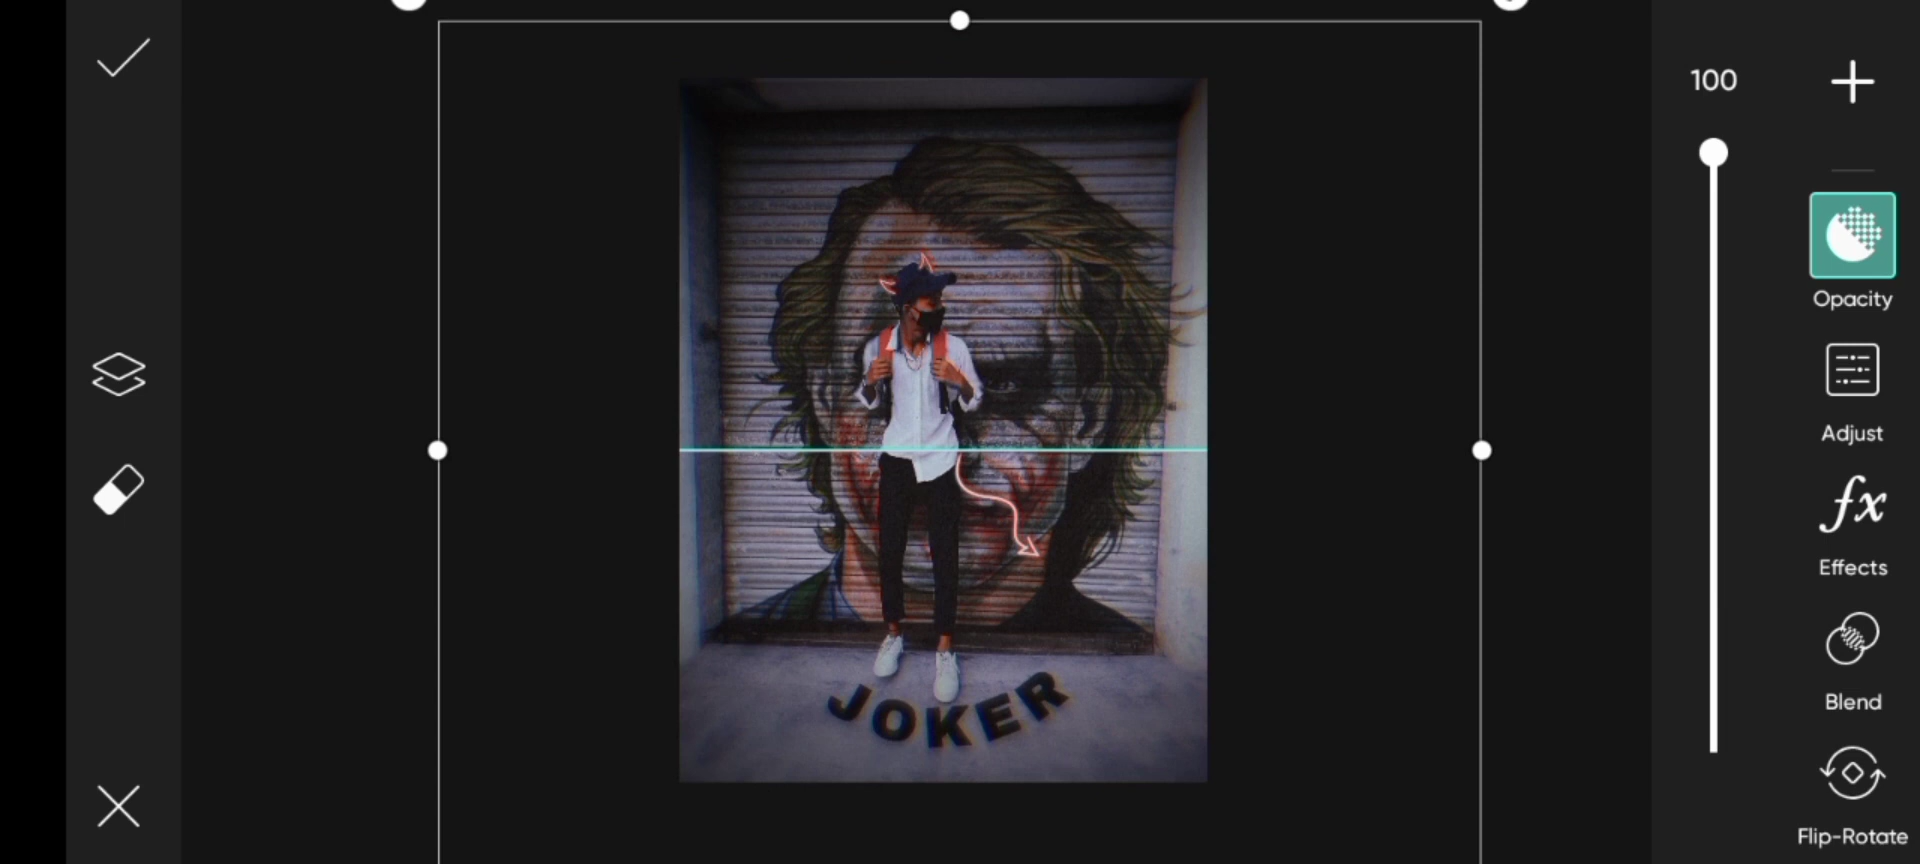 100
Opacity
Adjust
fx
Effects
Blend
Flip-Rotate
JOKER